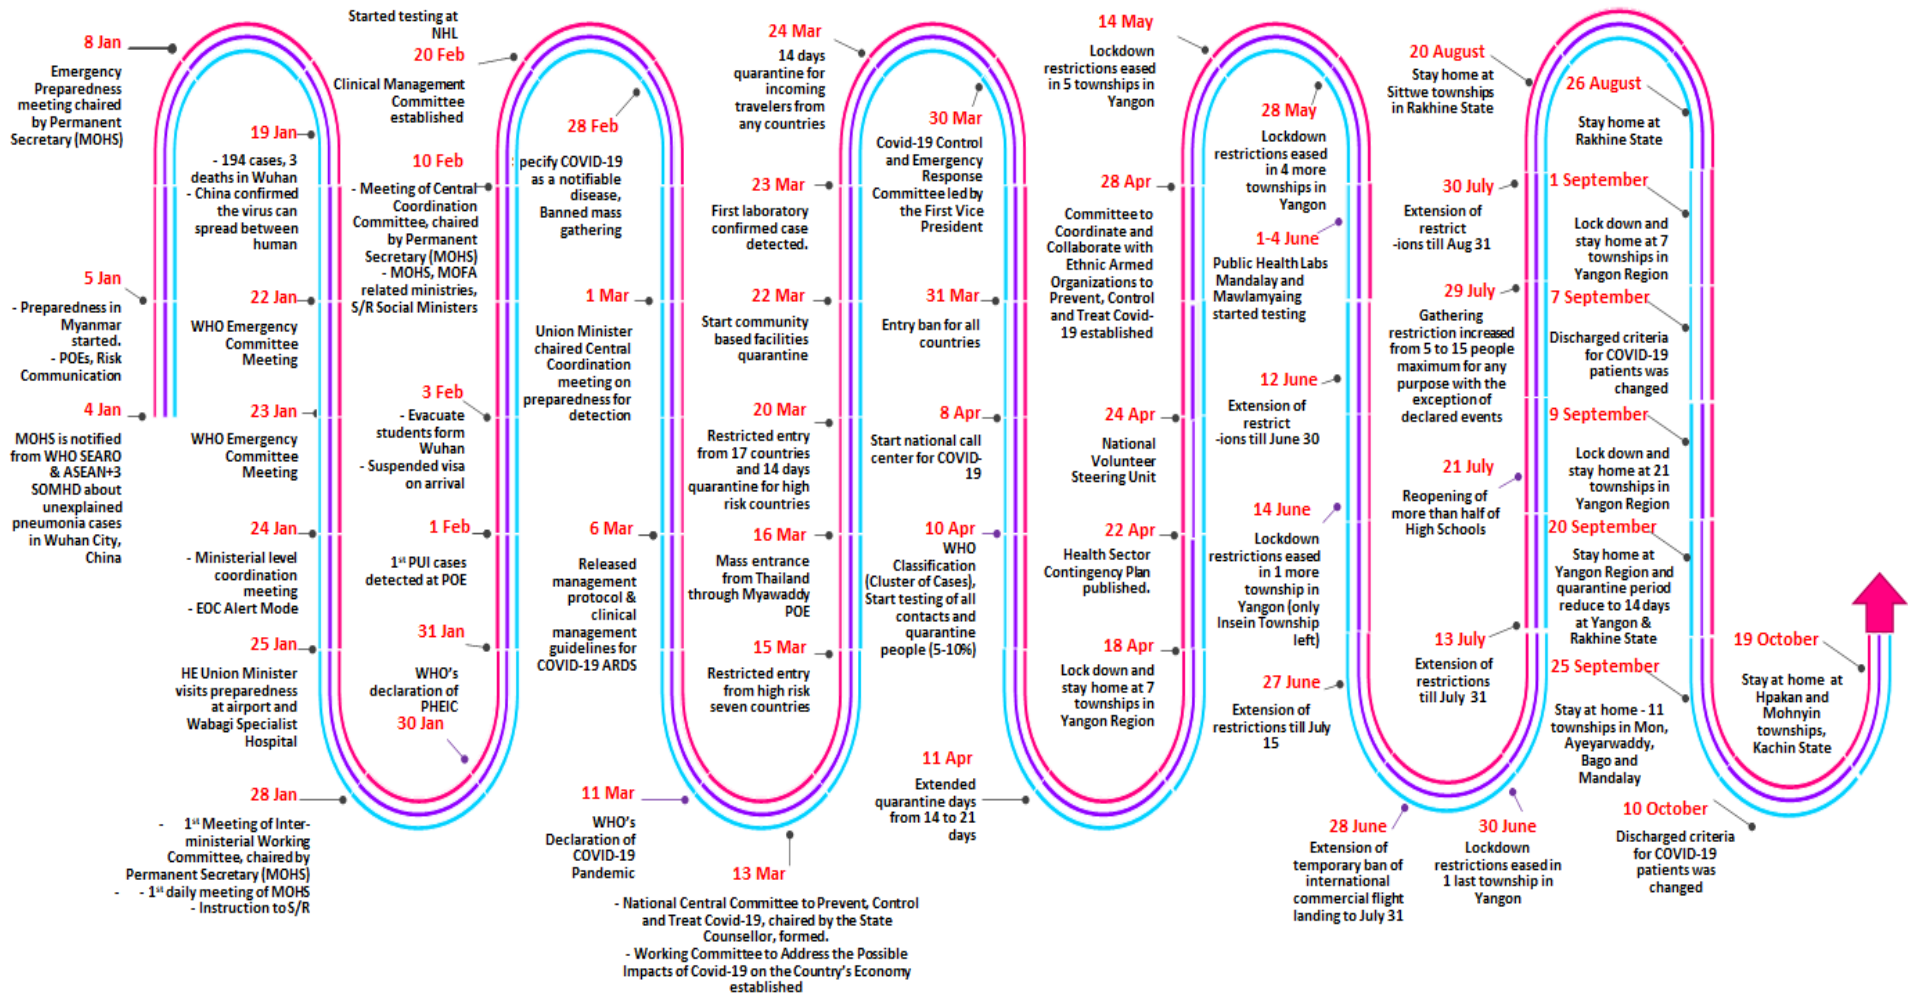 8 Jan
Emergency
Preparedness
meeting chaired
by Permanent
Secretary (MOHS)
5 Jan
- Preparedness in
Myanmar
started.
- POEs, Risk
Communication
4 Jan
MOHS is notified
from WHO SEARO
& ASEAN+3
SOMHD about
unexplained
pneumonia cases
in Wuhan City,
China
19 Jan
- 194 cases, 3
deaths in Wuhan
- China confirmed
the virus can
spread between
human
22 Jan
WHO Emergency
Committee
Meeting
23 Jan
WHO Emergency
Committee
Meeting
24 Jan
- Ministerial level
coordination
meeting
- EOC Alert Mode
25 Jan
HE Union Minister
visits preparedness
at airport and
Wabagi Specialist
Hospital
28 Jan
- 1st Meeting of Inter-
ministerial Working
Committee, chaired by
Permanent Secretary (MOHS)
- - 1st daily meeting of MOHS
- Instruction to S/R
Started testing at
NHL
20 Feb
Clinical Management
Committee
established
10 Feb
- Meeting of Central
Coordination
Committee, chaired
by Permanent
Secretary (MOHS)
- MOHS, MOFA
related ministries,
S/R Social Ministers
3 Feb
- Evacuate
students form
Wuhan
- Suspended visa
on arrival
1 Feb
1st PUI cases
detected at POE
31 Jan
WHO's
declaration of
PHEIC
30 Jan
28 Feb
pecify COVID-19
as a notifiable
disease,
Banned mass
gathering
1 Mar
Union Minister
chaired Central
Coordination
meeting on
preparedness for
detection
6 Mar
Released
management
protocol &
clinical
management
guidelines for
COVID-19 ARDS
11 Mar
WHO's
Declaration of
COVID-19
Pandemic
13 Mar
- National Central Committee to Prevent, Control
and Treat Covid-19, chaired by the State
Counsellor, formed.
- Working Committee to Address the Possible
Impacts of Covid-19 on the Country's Economy
established
24 Mar
14 days
quarantine for
incoming
travelers from
any countries
23 Mar
First laboratory
confirmed case
detected.
22 Mar
Start community
based facilities
quarantine
20 Mar
Restricted entry
from 17 countries
and 14 days
quarantine for high
risk countries
16 Mar
Mass entrance
from Thailand
through Myawaddy
POE
15 Mar
Restricted entry
from high risk
seven countries
30 Mar
Covid-19 Control
and Emergency
Response
Committee led by
the First Vice
President
31 Mar
Entry ban for all
countries
8 Apr
Start national call
center for COVID-
19
10 Apr
WHO
Classification
(Cluster of Cases),
Start testing of all
contacts and
quarantine
people (5-10%)
11 Apr
Extended
quarantine days
from 14 to 21
days
14 May
Lockdown
restrictions eased
in 5 townships in
Yangon
28 Apr
Committee to
Coordinate and
Collaborate with
Ethnic Armed
Organizations to
Prevent, Control
and Treat Covid-
19 established
24 Apr
National
Volunteer
Steering Unit
22 Apr
Health Sector
Contingency Plan
published.
18 Apr
Lock down and
stay home at 7
townships in
Yangon Region
28 May
Lockdown
restrictions eased
in 4 more
townships in
Yangon
1-4 June
Public Health Labs
Mandalay and
Mawlamyaing
started testing
12 June
Extension of
restrict
-ions till June 30
14 June
Lockdown
restrictions eased
in 1 more
township in
Yangon (only
Insein Township
left)
27 June
Extension of
restrictions till July
15
28 June
Extension of
temporary ban of
international
commercial flight
landing to July 31
30 June
Lockdown
restrictions eased in
1 last township in
Yangon
20 August
Stay home at
Sittwe townships
in Rakhine State
30 July
Extension of
restrict
-ions till Aug 31
29 July
Gathering
restriction increased
from 5 to 15 people
maximum for any
purpose with the
exception of
declared events
21 July
Reopening of
more than half of
High Schools
13 July
Extension of
restrictions
till July 31
26 August
Stay home at
Rakhine State
1 September
Lock down and
stay home at 7
townships in
Yangon Region
7 September
Discharged criteria
for COVID-19
patients was
changed
9 September
Lock down and
stay home at 21
townships in
Yangon Region
20 September
Stay home at
Yangon Region and
quarantine period
reduce to 14 days
at Yangon &
Rakhine State
25 September
Stay at home - 11
townships in Mon,
Ayeyarwaddy,
Bago and
Mandalay
10 October
Discharged criteria
for COVID-19
patients was
changed
19 October
Stay at home at
Hpakan and
Mohnyin
townships,
Kachin State